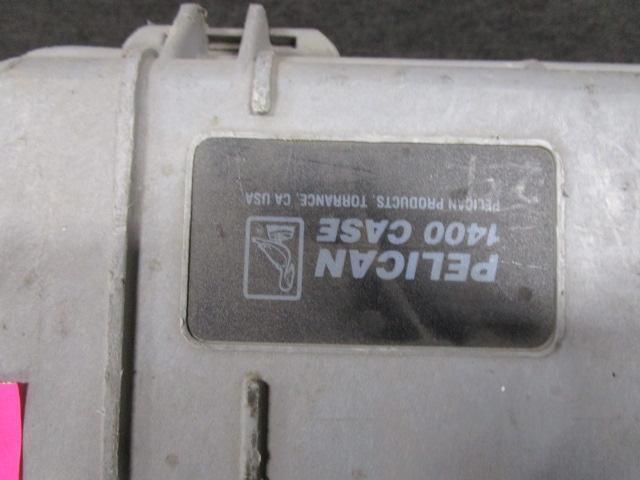 PELICAN
1400 CASE
PELICAN PRODUCTS, TORRANCE, CA USA